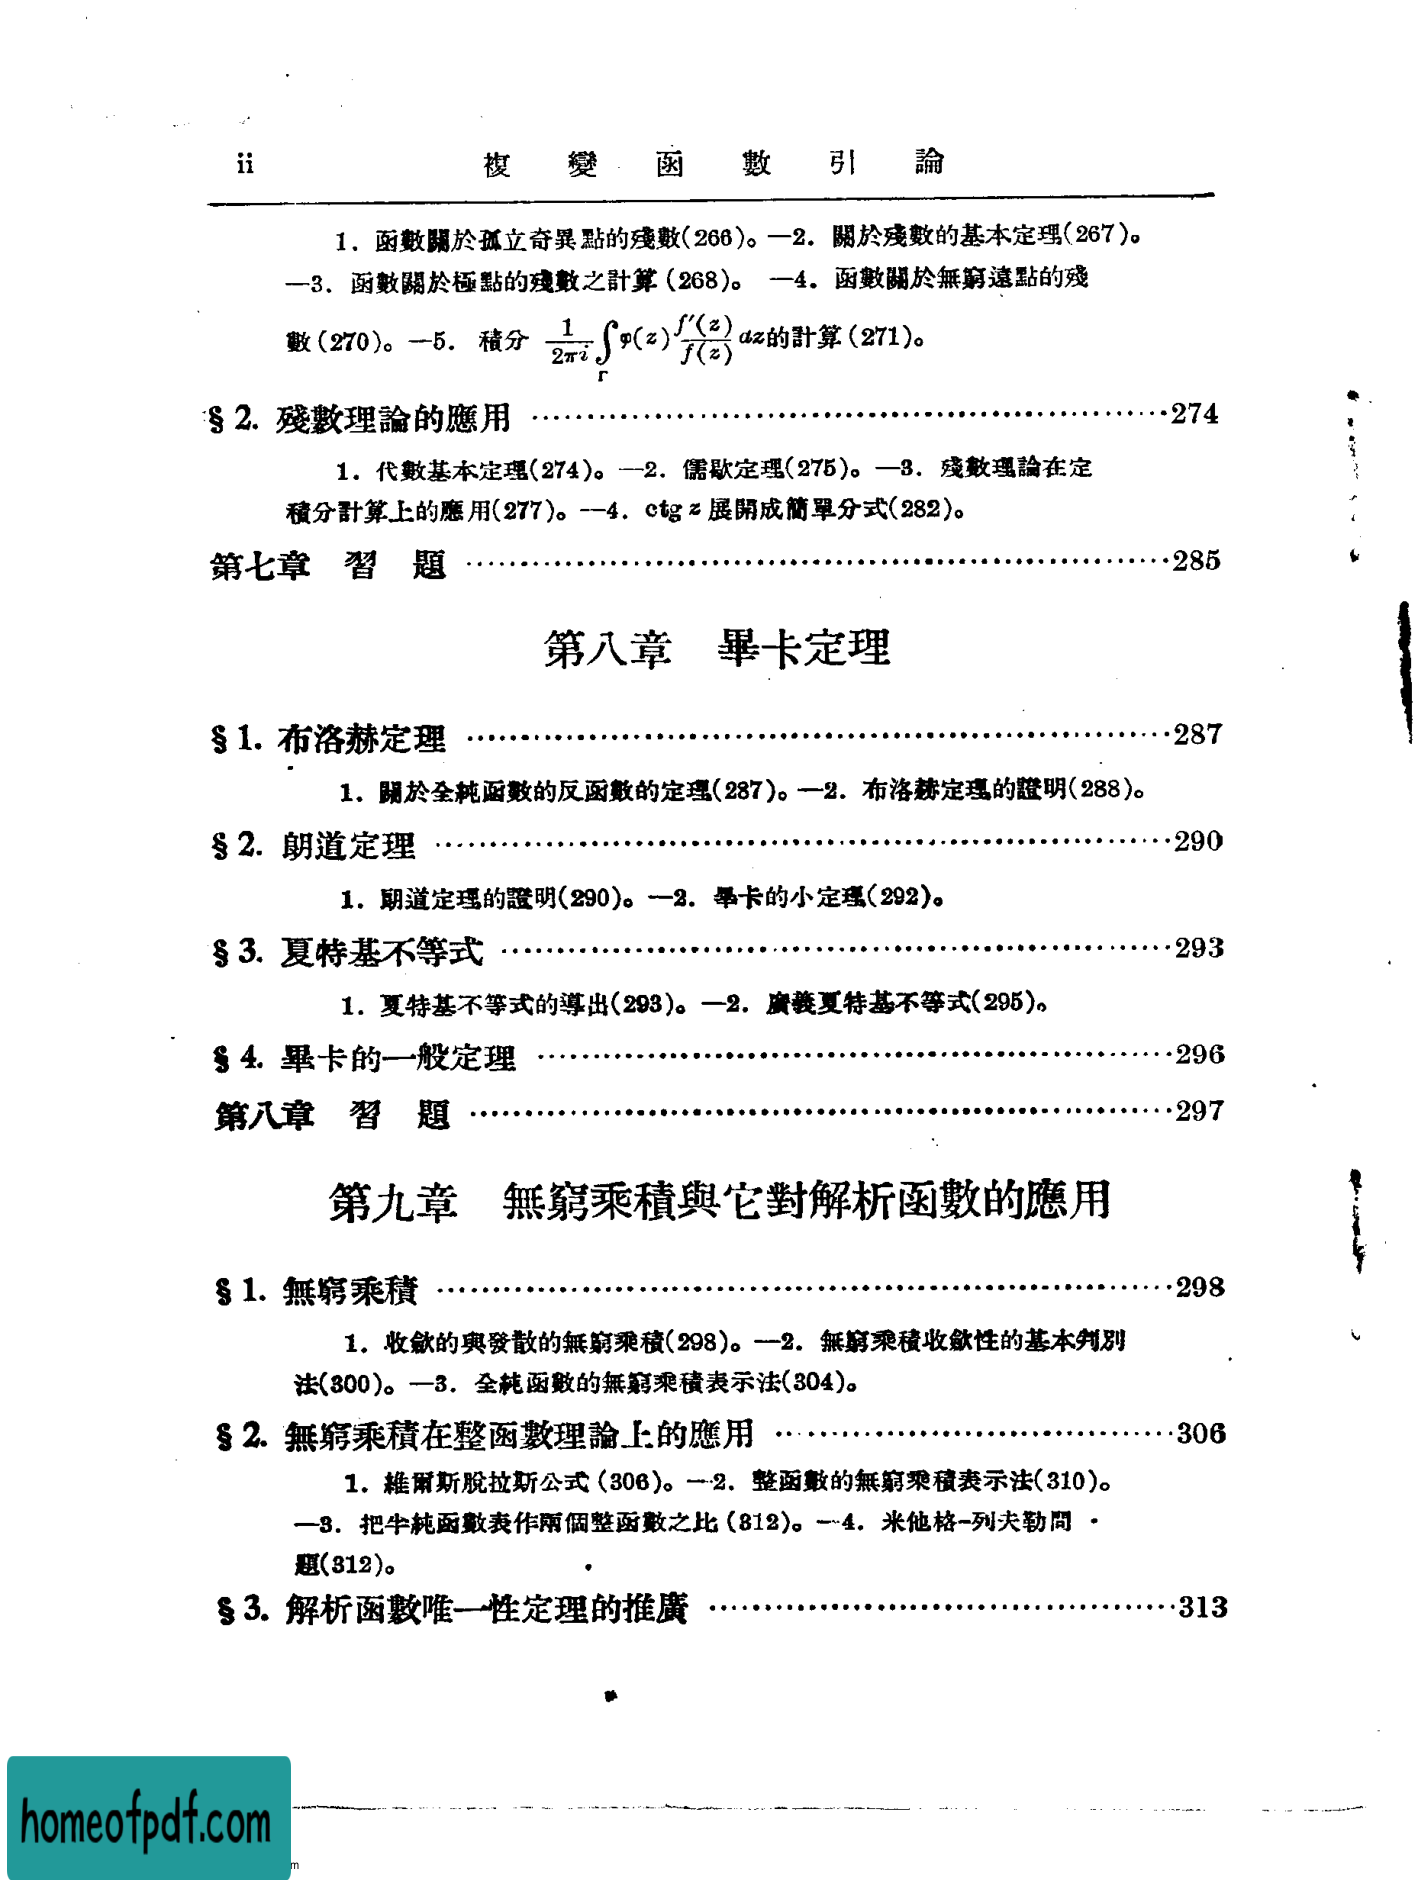 ii 複變函數引論
1. 函數關於孤立奇異點的殘數(266)。—2. 關於殘數的基本定理(267)。
—3. 函數關於極點的殘數之計算(268)。 —4. 函數關於無窮遠點的殘
數(270)。—5. 積分 \frac{1}{2πi}∫_Γ φ(z) \frac{f′(z)}{f(z)} dz的計算(271)。
§ 2. 殘數理論的應用 ……………………………………………………274
1. 代數基本定理(274)。—2. 儒歇定理(275)。—3. 殘數理論在定
積分計算上的應用(277)。—4. ctg z 展開成簡單分式(282)。
第七章 習 題 ……………………………………………………………285
第八章 畢卡定理
§ 1. 布洛赫定理 …………………………………………………………287
1. 關於全純函數的反函數的定理(287)。—2. 布洛赫定理的證明(288)。
§ 2. 朗道定理 ……………………………………………………………290
1. 朗道定理的證明(290)。—2. 畢卡的小定理(292)。
§ 3. 夏特基不等式 ………………………………………………………293
1. 夏特基不等式的導出(293)。—2. 廣義夏特基不等式(295)。
§ 4. 畢卡的一般定理 ……………………………………………………296
第八章 習 題 ……………………………………………………………297
第九章 無窮乘積與它對解析函數的應用
§ 1. 無窮乘積 ……………………………………………………………298
1. 收斂的與發散的無窮乘積(298)。—2. 無窮乘積收斂性的基本判別
法(300)。—3. 全純函數的無窮乘積表示法(304)。
§ 2. 無窮乘積在整函數理論上的應用 …………………………………306
1. 維爾斯脫拉斯公式(306)。—2. 整函數的無窮乘積表示法(310)。
—3. 把半純函數表作兩個整函數之比(312)。—4. 米他格-列夫勒問
題(312)。
§ 3. 解析函數唯一性定理的推廣 ………………………………………313
homeofpdf.com
m